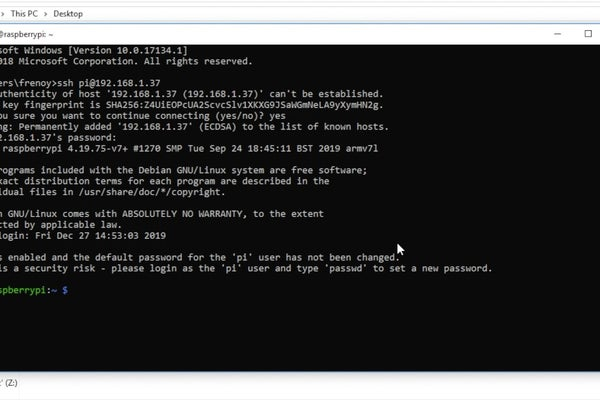 › This PC › Desktop
@raspberrypi: ~
osoft Windows [Version 10.0.17134.1]
018 Microsoft Corporation. All rights reserved.
ers\frenoy>ssh pi@192.168.1.37
uthenticity of host '192.168.1.37 (192.168.1.37)' can't be established.
key fingerprint is SHA256:Z4UiEOPcUA2ScvcSlv1XKXG9JSaWGmNeLA9yXymHN2g.
ou sure you want to continue connecting (yes/no)? yes
ng: Permanently added '192.168.1.37' (ECDSA) to the list of known hosts.
2.168.1.37's password:
raspberrypi 4.19.75-v7+ #1270 SMP Tue Sep 24 18:45:11 BST 2019 armv7l
rograms included with the Debian GNU/Linux system are free software;
xact distribution terms for each program are described in the
idual files in /usr/share/doc/*/copyright.
n GNU/Linux comes with ABSOLUTELY NO WARRANTY, to the extent
tted by applicable law.
login: Fri Dec 27 14:53:03 2019
s enabled and the default password for the 'pi' user has not been changed.
is a security risk - please login as the 'pi' user and type 'passwd' to set a new password.
spberrypi:~ $
' (Z:)